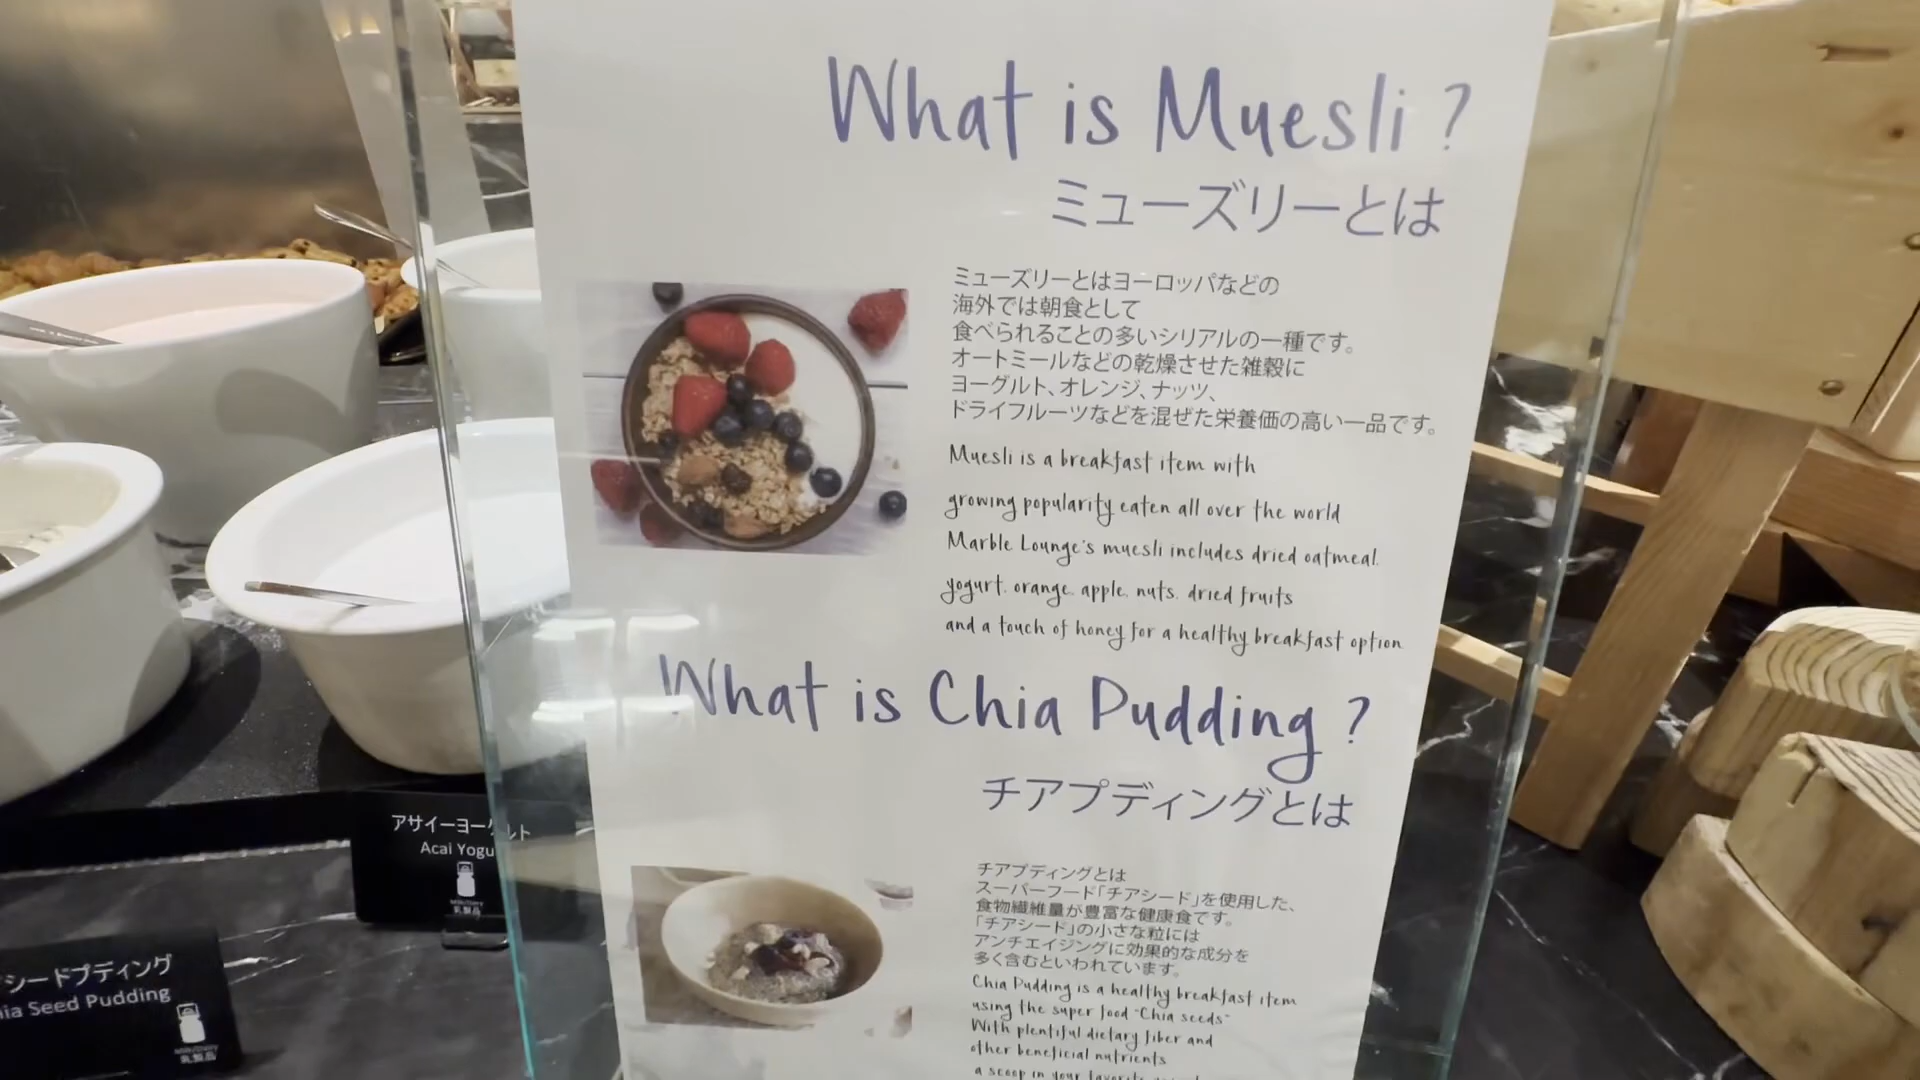 What is Muesli ?
ミューズリーとは
ミューズリーとはヨーロッパなどの
海外では朝食として
食べられることの多いシリアルの一種です。
オートミールなどの乾燥させた雑穀に
ヨーグルト、オレンジ、ナッツ、
ドライフルーツなどを混ぜた栄養価の高い一品です。
Muesli is a breakfast item with
growing popularity eaten all over the world
Marble Lounge's muesli includes dried oatmeal,
yogurt, orange, apple, nuts, dried fruits
and a touch of honey for a healthy breakfast option
What is Chia Pudding ?
チアプディングとは
チアプディングとは
スーパーフード「チアシード」を使用した、
食物繊維量が豊富な健康食です。
「チアシード」の小さな粒には
アンチエイジングに効果的な成分を
多く含むといわれています。
Chia Pudding is a healthy breakfast item
using the super food "Chia seeds"
With plentiful dietary fiber and
other beneficial nutrients
a scoop in your favorite
アサイーヨーグルト
Acai Yogu
乳製品
シードプディング
ia Seed Pudding
乳製品